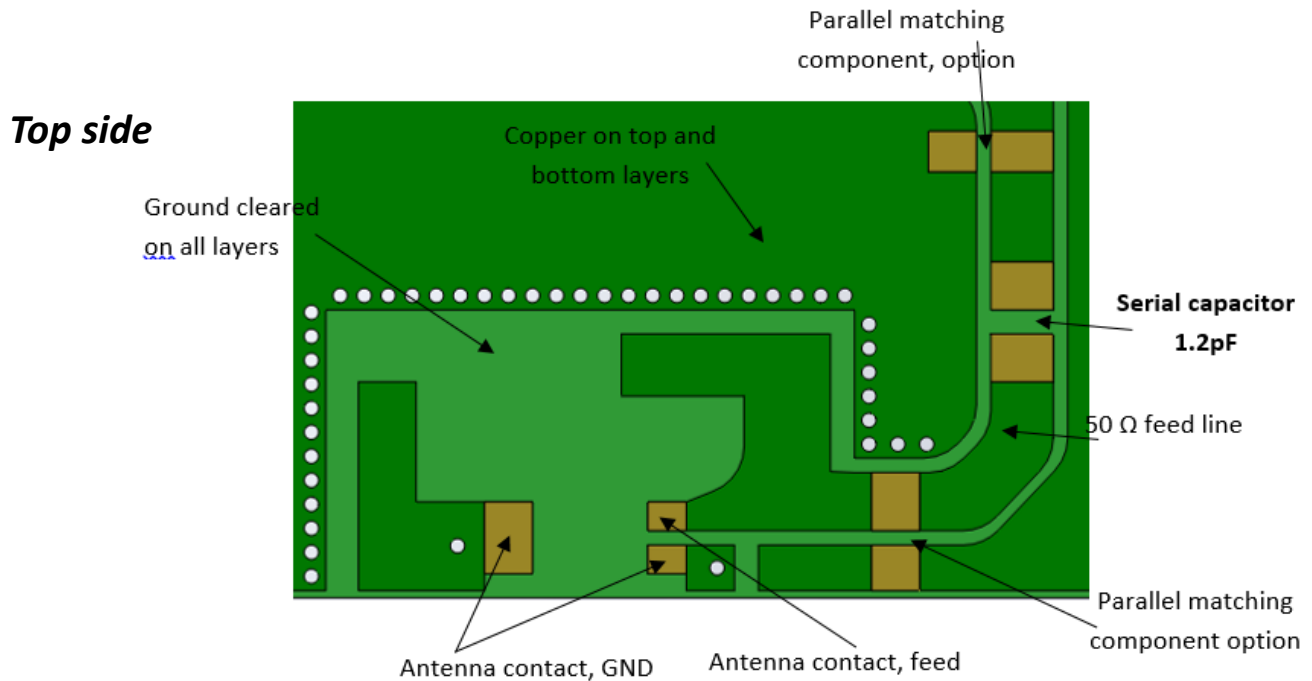 Parallel matching
component, option
Top side
Copper on top and
bottom layers
Ground cleared
on all layers
Serial capacitor
1.2pF
50 Ω feed line
Parallel matching
component option
Antenna contact, GND
Antenna contact, feed